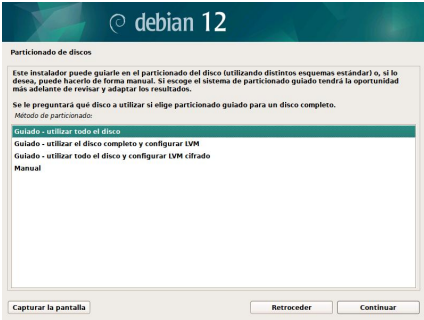 debian 12
Particionado de discos
Este instalador puede guiarle en el particionado del disco (utilizando distintos esquemas estándar) o, si lo
desea, puede hacerlo de forma manual. Si escoge el sistema de particionado guiado tendrá la oportunidad
más adelante de revisar y adaptar los resultados.
Se le preguntará qué disco a utilizar si elige particionado guiado para un disco completo.
Método de particionado:
Guiado - utilizar todo el disco
Guiado - utilizar el disco completo y configurar LVM
Guiado - utilizar todo el disco y configurar LVM cifrado
Manual
Capturar la pantalla
Retroceder
Continuar